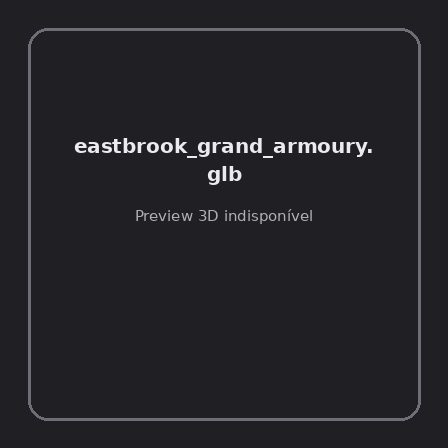 eastbrook_grand_armoury.
glb
Preview 3D indisponível